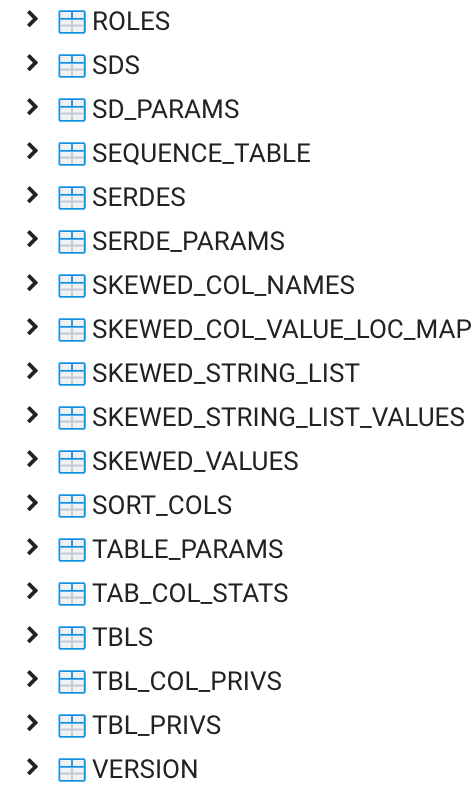 ROLES
SDS
SD_PARAMS
SEQUENCE_TABLE
SERDES
SERDE_PARAMS
SKEWED_COL_NAMES
SKEWED_COL_VALUE_LOC_MAP
SKEWED_STRING_LIST
SKEWED_STRING_LIST_VALUES
SKEWED_VALUES
SORT_COLS
TABLE_PARAMS
TAB_COL_STATS
TBLS
TBL_COL_PRIVS
TBL_PRIVS
VERSION